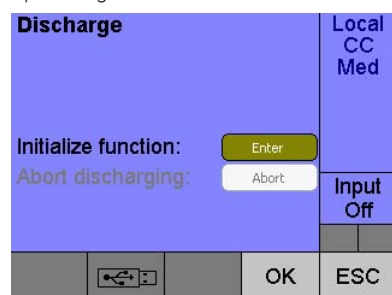 Discharge
Local
CC
Med
Initialize function:
Enter
Abort discharging:
Abort
Input
Off
OK
ESC